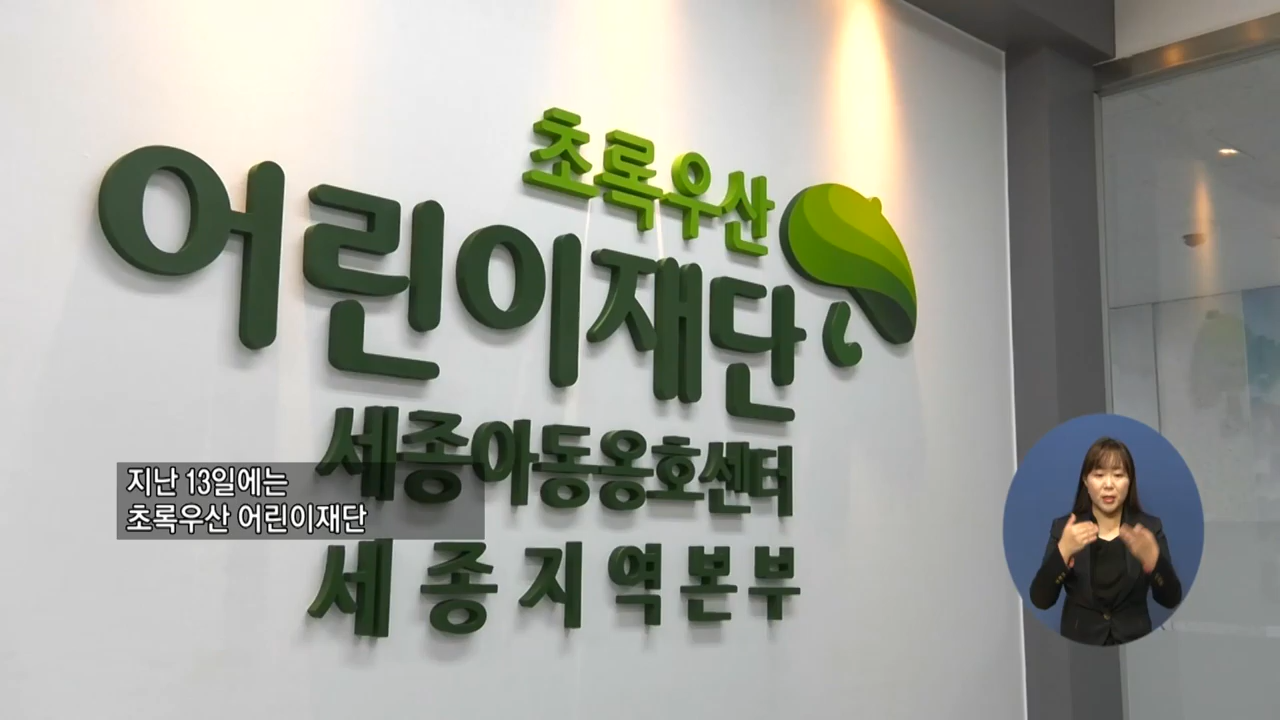 초록우산
어린이재단
세종아동옹호센터
세종지역본부
지난 13일에는
초록우산 어린이재단